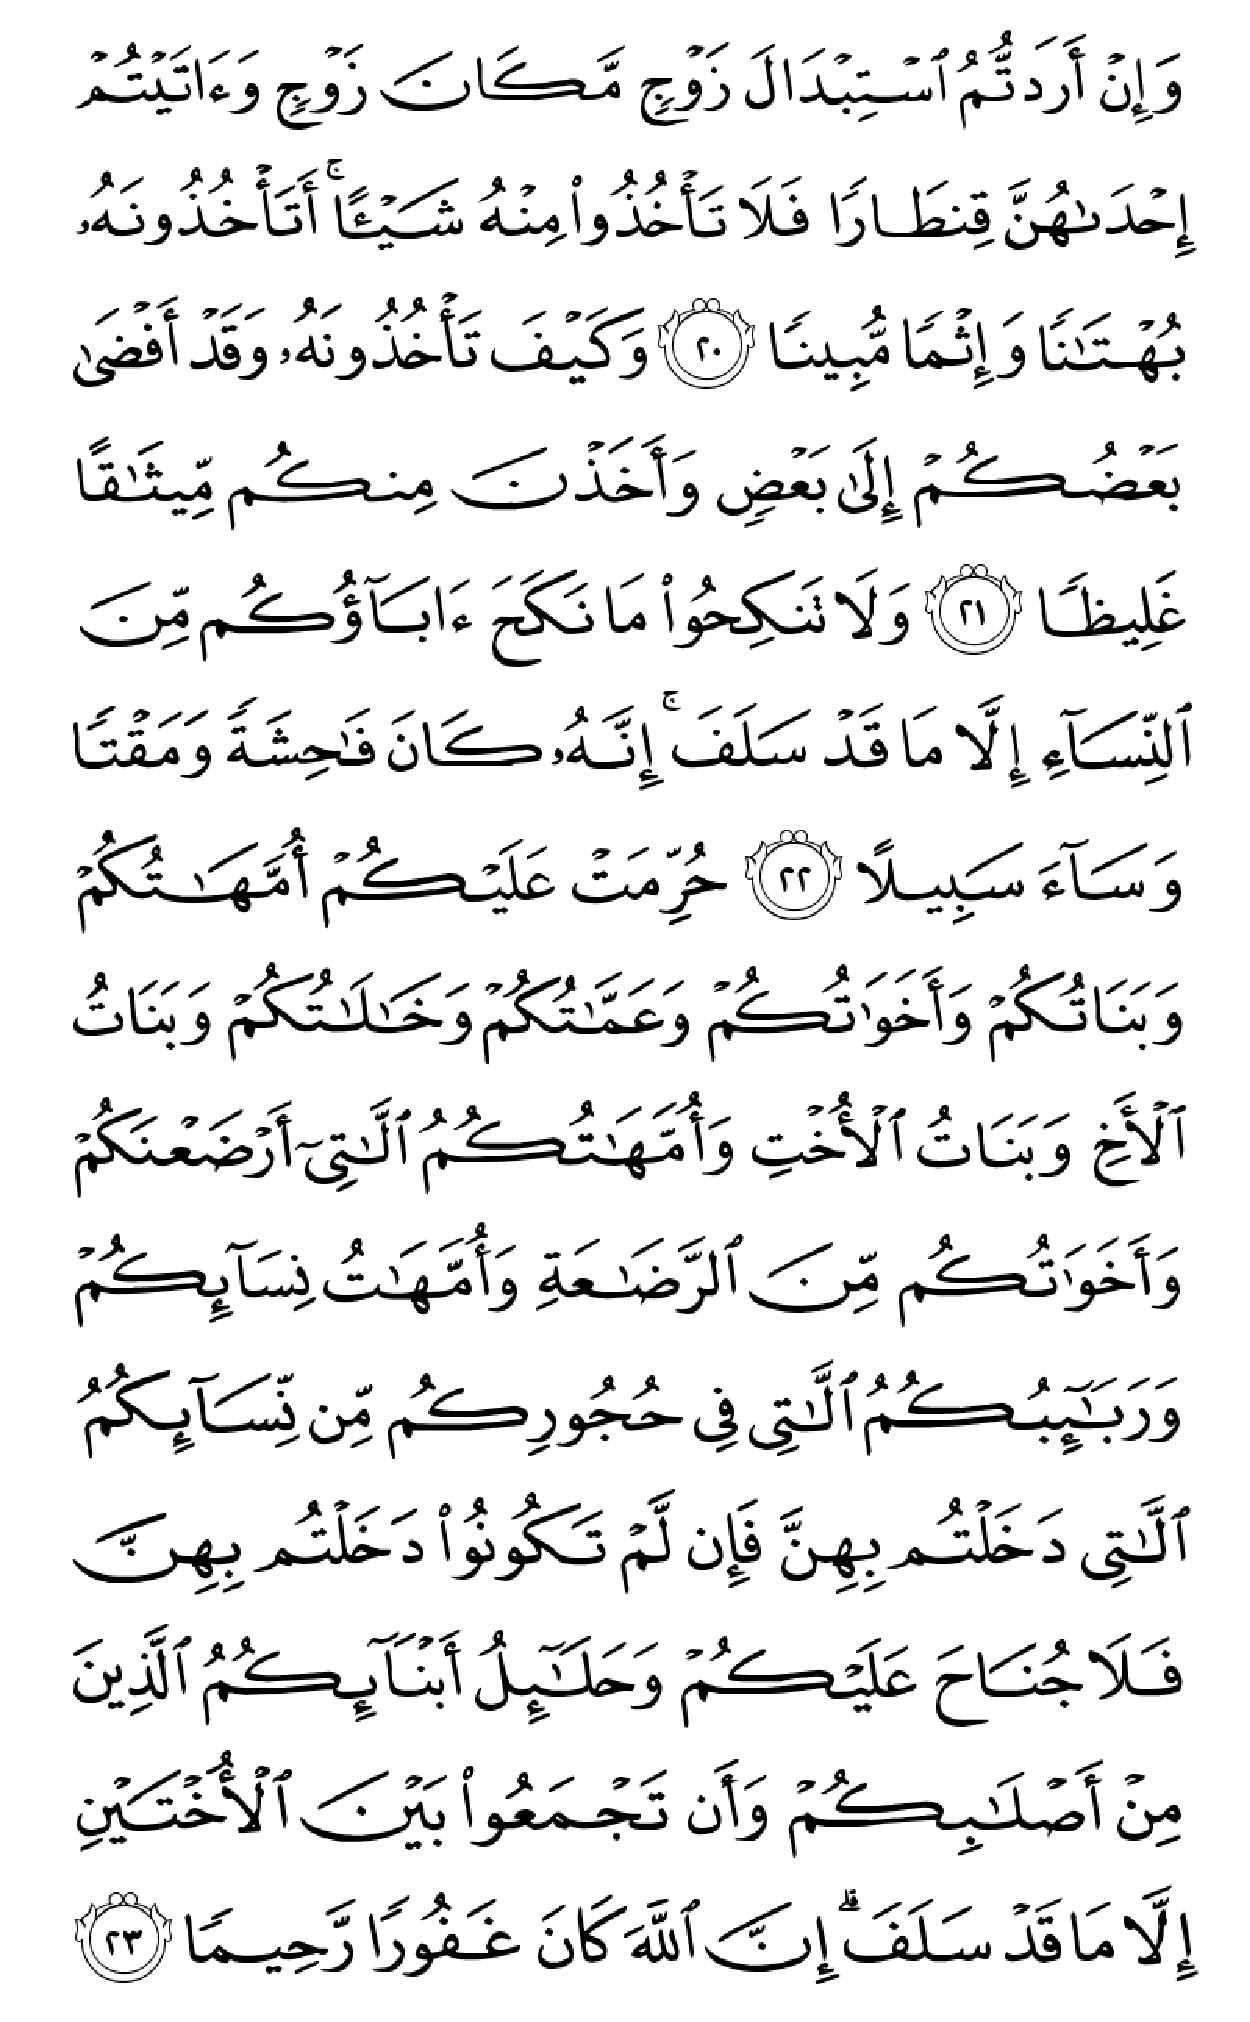 وَإِنۡ أَرَدتُّمُ ٱسۡتِبۡدَالَ زَوۡجٖ مَّكَانَ زَوۡجٖ وَءَاتَيۡتُمۡ
إِحۡدَىٰهُنَّ قِنطَارٗا فَلَا تَأۡخُذُواْ مِنۡهُ شَيۡـًٔاۚ أَتَأۡخُذُونَهُۥ
بُهۡتَٰنٗا وَإِثۡمٗا مُّبِينٗا ٢٠ وَكَيۡفَ تَأۡخُذُونَهُۥ وَقَدۡ أَفۡضَىٰ
بَعۡضُكُمۡ إِلَىٰ بَعۡضٖ وَأَخَذۡنَ مِنكُم مِّيثَٰقًا
غَلِيظٗا ٢١ وَلَا تَنكِحُواْ مَا نَكَحَ ءَابَآؤُكُم مِّنَ
ٱلنِّسَآءِ إِلَّا مَا قَدۡ سَلَفَۚ إِنَّهُۥ كَانَ فَٰحِشَةٗ وَمَقۡتٗا
وَسَآءَ سَبِيلًا ٢٢ حُرِّمَتۡ عَلَيۡكُمۡ أُمَّهَٰتُكُمۡ
وَبَنَاتُكُمۡ وَأَخَوَٰتُكُمۡ وَعَمَّٰتُكُمۡ وَخَٰلَٰتُكُمۡ وَبَنَاتُ
ٱلۡأَخِ وَبَنَاتُ ٱلۡأُخۡتِ وَأُمَّهَٰتُكُمُ ٱلَّٰتِيٓ أَرۡضَعۡنَكُمۡ
وَأَخَوَٰتُكُم مِّنَ ٱلرَّضَٰعَةِ وَأُمَّهَٰتُ نِسَآئِكُمۡ
وَرَبَٰٓئِبُكُمُ ٱلَّٰتِي فِي حُجُورِكُم مِّن نِّسَآئِكُمُ
ٱلَّٰتِي دَخَلۡتُم بِهِنَّ فَإِن لَّمۡ تَكُونُواْ دَخَلۡتُم بِهِنَّ
فَلَا جُنَاحَ عَلَيۡكُمۡ وَحَلَٰٓئِلُ أَبۡنَآئِكُمُ ٱلَّذِينَ
مِنۡ أَصۡلَٰبِكُمۡ وَأَن تَجۡمَعُواْ بَيۡنَ ٱلۡأُخۡتَيۡنِ
إِلَّا مَا قَدۡ سَلَفَۗ إِنَّ ٱللَّهَ كَانَ غَفُورٗا رَّحِيمٗا ٢٣